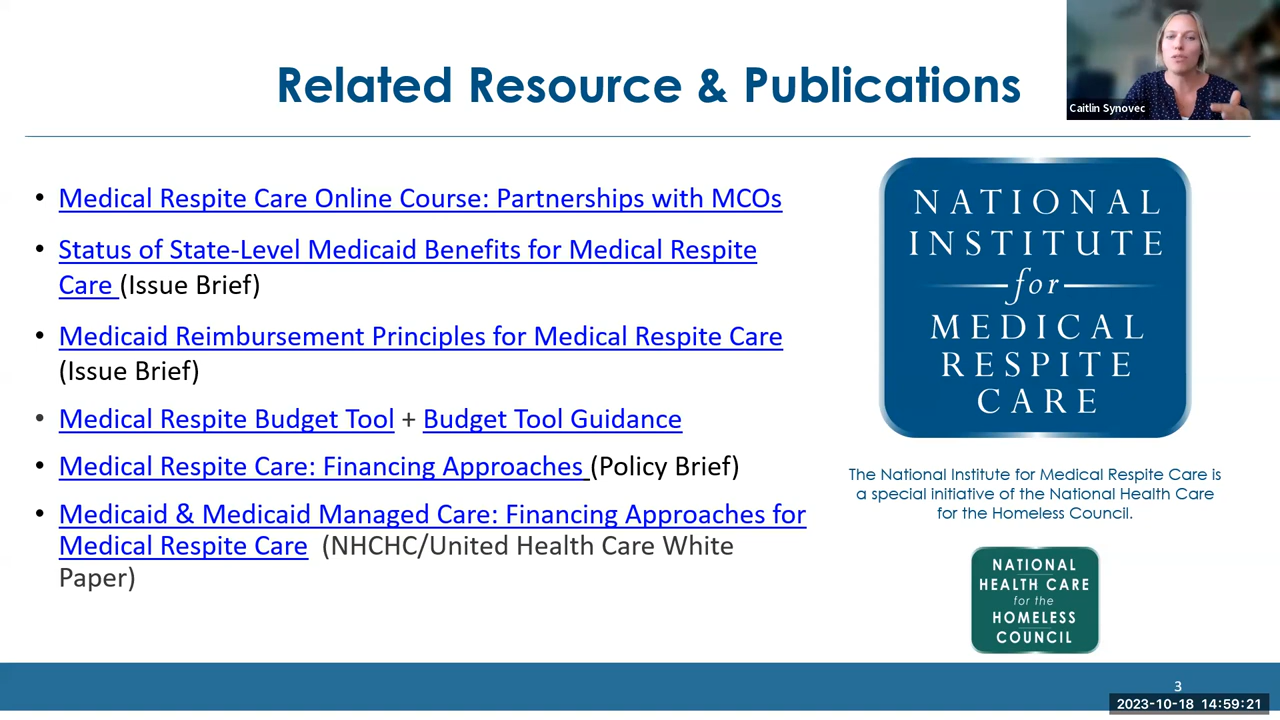 Related Resource & Publications
Caitlin Synovec
• Medical Respite Care Online Course: Partnerships with MCOs
• Status of State-Level Medicaid Benefits for Medical Respite
Care (Issue Brief)
• Medicaid Reimbursement Principles for Medical Respite Care
(Issue Brief)
• Medical Respite Budget Tool + Budget Tool Guidance
• Medical Respite Care: Financing Approaches (Policy Brief)
• Medicaid & Medicaid Managed Care: Financing Approaches for
Medical Respite Care (NHCHC/United Health Care White
Paper)
NATIONAL
INSTITUTE
for
MEDICAL
RESPITE
CARE
The National Institute for Medical Respite Care is
a special initiative of the National Health Care
for the Homeless Council.
NATIONAL
HEALTH CARE
for the
HOMELESS
COUNCIL
3
2023-10-18 14:59:21